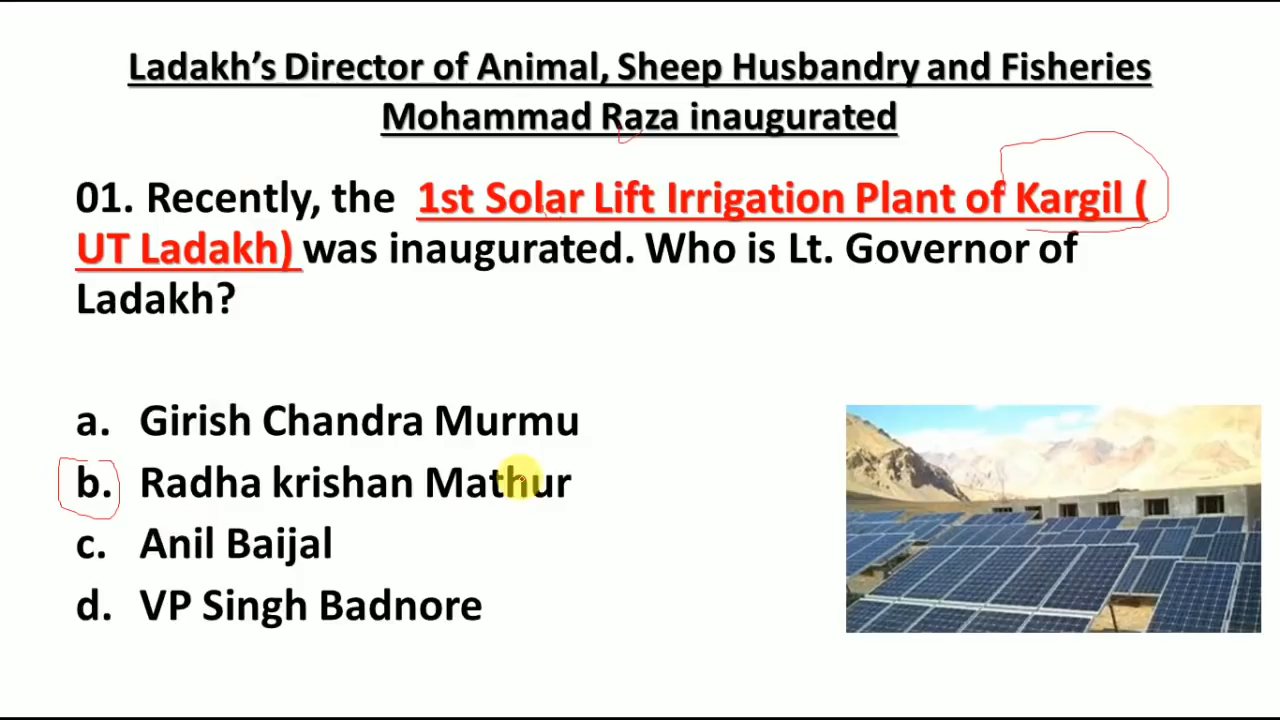 Ladakh's Director of Animal, Sheep Husbandry and Fisheries
Mohammad Raza inaugurated
01. Recently, the 1st Solar Lift Irrigation Plant of Kargil (
UT Ladakh) was inaugurated. Who is Lt. Governor of
Ladakh?
a. Girish Chandra Murmu
b. Radha krishan Mathur
c. Anil Baijal
d. VP Singh Badnore